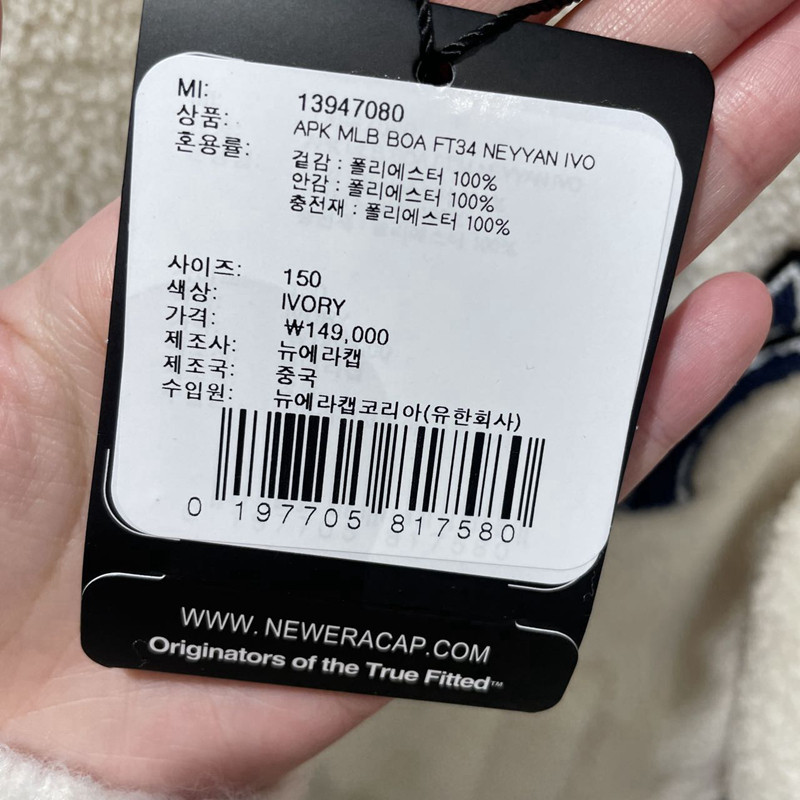 MI: 13947080
상품: APK MLB BOA FT34 NEYYAN IVO
혼용률: 겉감 : 폴리에스터 100%
안감 : 폴리에스터 100%
충전재 : 폴리에스터 100%
사이즈: 150
색상: IVORY
가격: ₩149,000
제조사: 뉴에라캡
제조국: 중국
수입원: 뉴에라캡코리아(유한회사)
0 197705 817580
WWW.NEWERACAP.COM
Originators of the True Fitted™